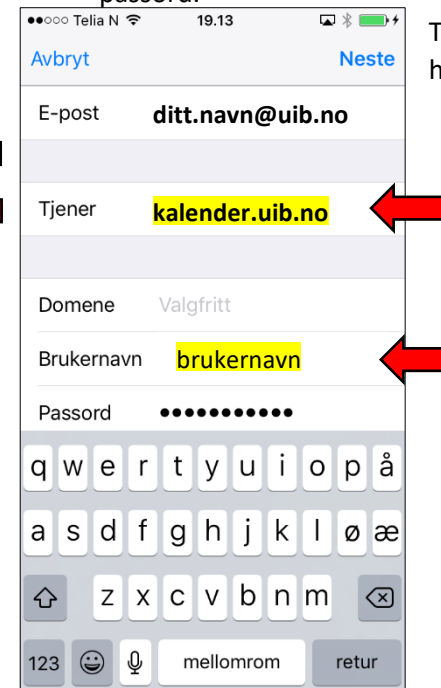 passord.
Telia N 19.13
Avbryt Neste
E-post ditt.navn@uib.no
Tjener kalender.uib.no
Domene Valgfritt
Brukernavn brukernavn
Passord ●●●●●●●●●●●
q w e r t y u i o p å
a s d f g h j k l ø æ
z x c v b n m
123 mellomrom retur
T
h